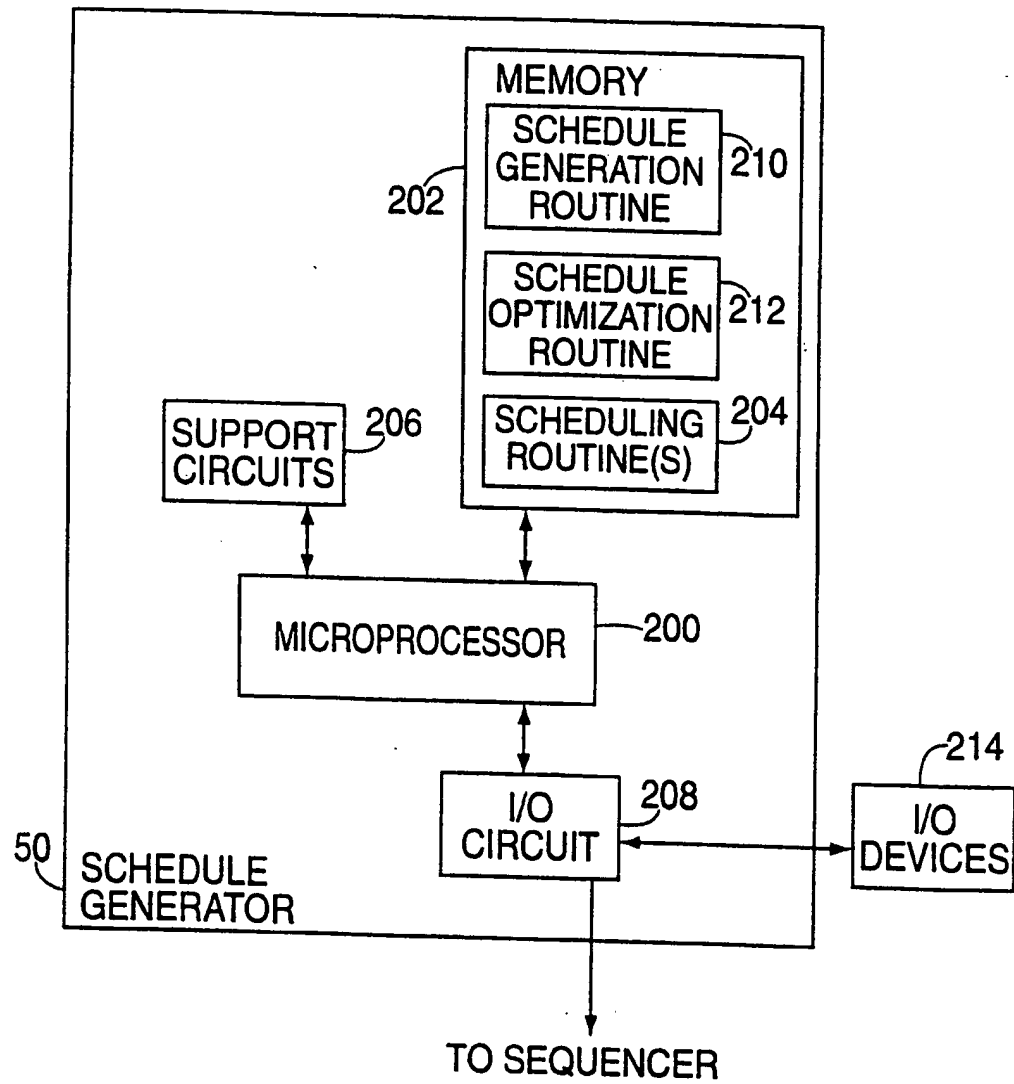 MEMORY
SCHEDULE
GENERATION
ROUTINE
210
202
SCHEDULE
OPTIMIZATION
ROUTINE
212
SCHEDULING
ROUTINE(S)
204
SUPPORT
CIRCUITS
206
MICROPROCESSOR
200
I/O
CIRCUIT
208
214
I/O
DEVICES
50
SCHEDULE
GENERATOR
TO SEQUENCER